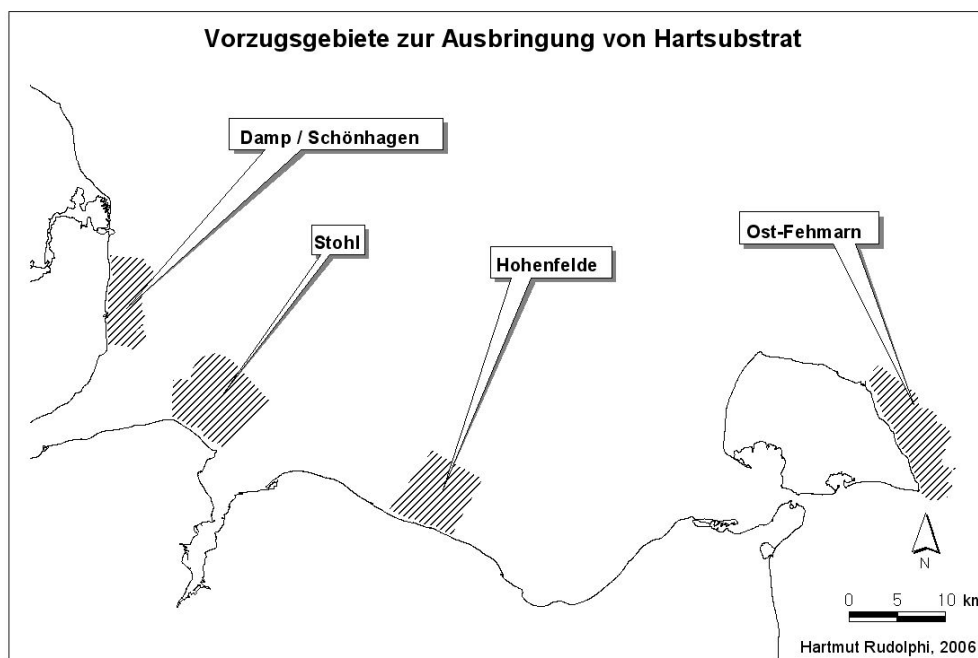 Vorzugsgebiete zur Ausbringung von Hartsubstrat
Damp / Schönhagen
Stohl
Hohenfelde
Ost-Fehmarn
N
0 5 10 km
Hartmut Rudolphi, 2006